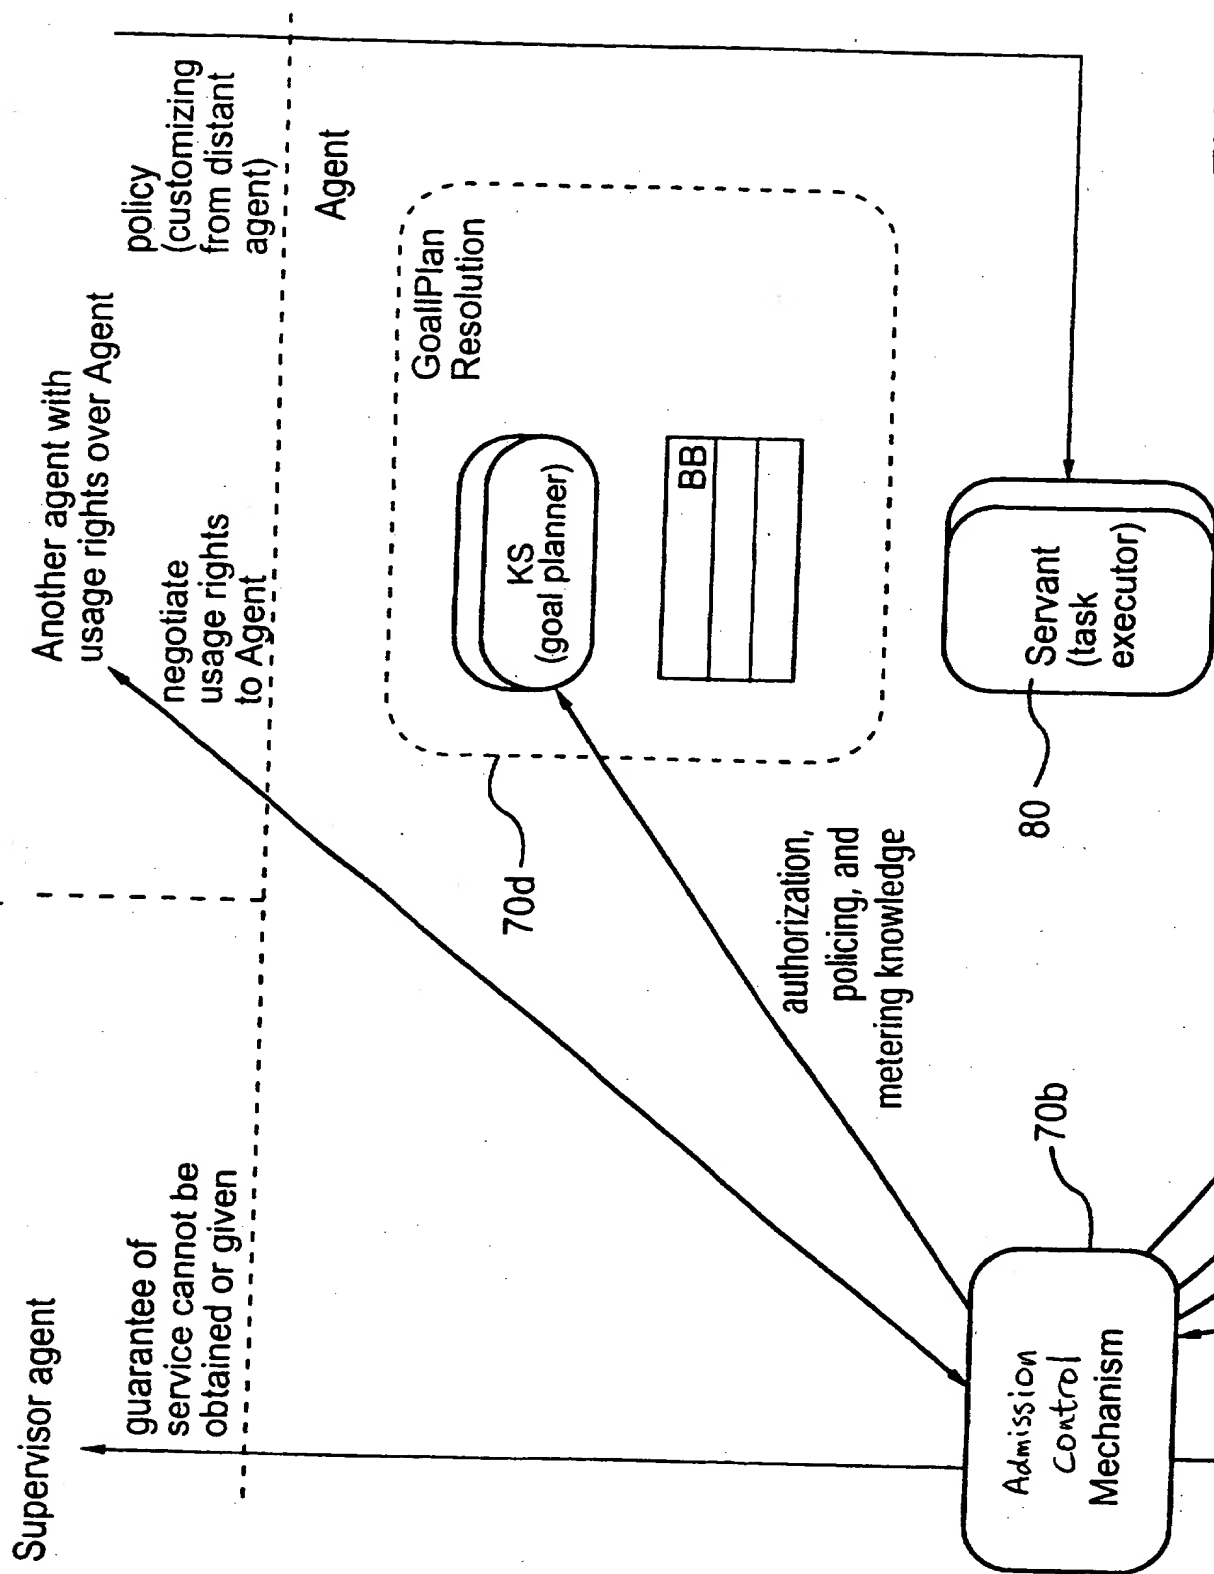 Supervisor agent
guarantee of
service cannot be
obtained or given
Another agent with
usage rights over Agent
negotiate
usage rights
to Agent
policy
(customizing
from distant
agent)
Agent
GoallPlan
Resolution
KS
(goal planner)
BB
70d
authorization,
policing, and
metering knowledge
80
Servant
(task
executor)
70b
Admission
Control
Mechanism